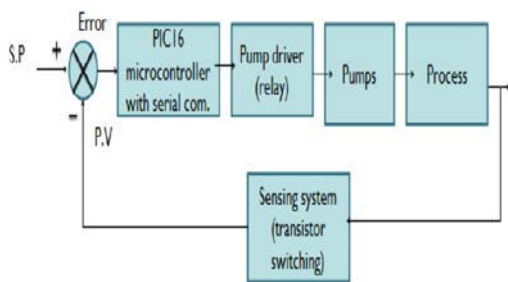 Error
S.P
+
PIC16
microcontroller
with serial com.
Pump driver
(relay)
Pumps
Process
−
P.V
Sensing system
(transistor
switching)